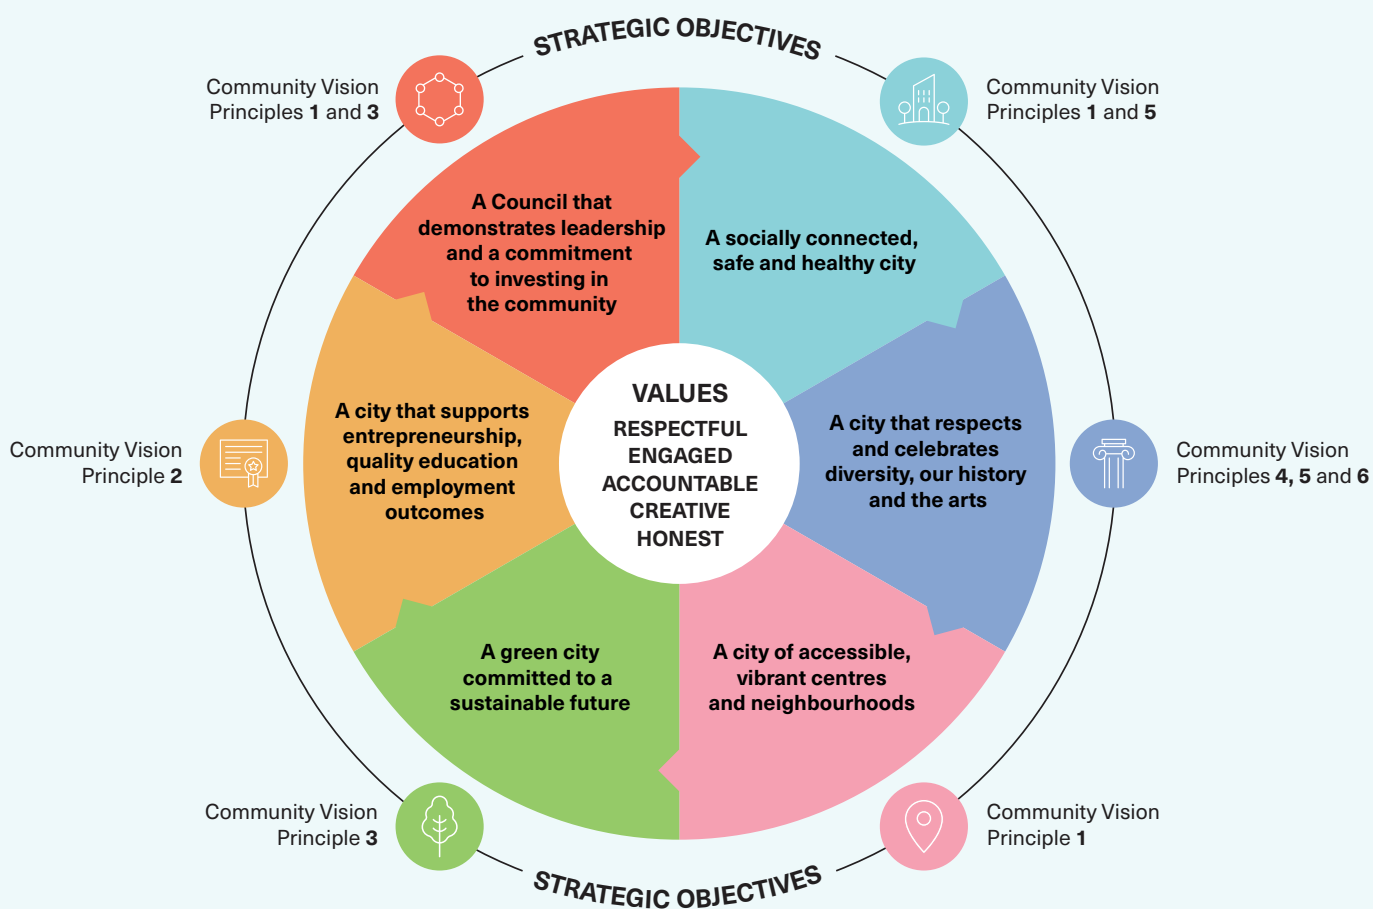 STRATEGIC OBJECTIVES
Community Vision
Principles 1 and 3
Community Vision
Principles 1 and 5
A Council that
demonstrates leadership
and a commitment
to investing in
the community
A socially connected,
safe and healthy city
Community Vision
Principle 2
A city that supports
entrepreneurship,
quality education
and employment
outcomes
VALUES
RESPECTFUL
ENGAGED
ACCOUNTABLE
CREATIVE
HONEST
A city that respects
and celebrates
diversity, our history
and the arts
Community Vision
Principles 4, 5 and 6
A green city
committed to a
sustainable future
A city of accessible,
vibrant centres
and neighbourhoods
Community Vision
Principle 3
Community Vision
Principle 1
STRATEGIC OBJECTIVES